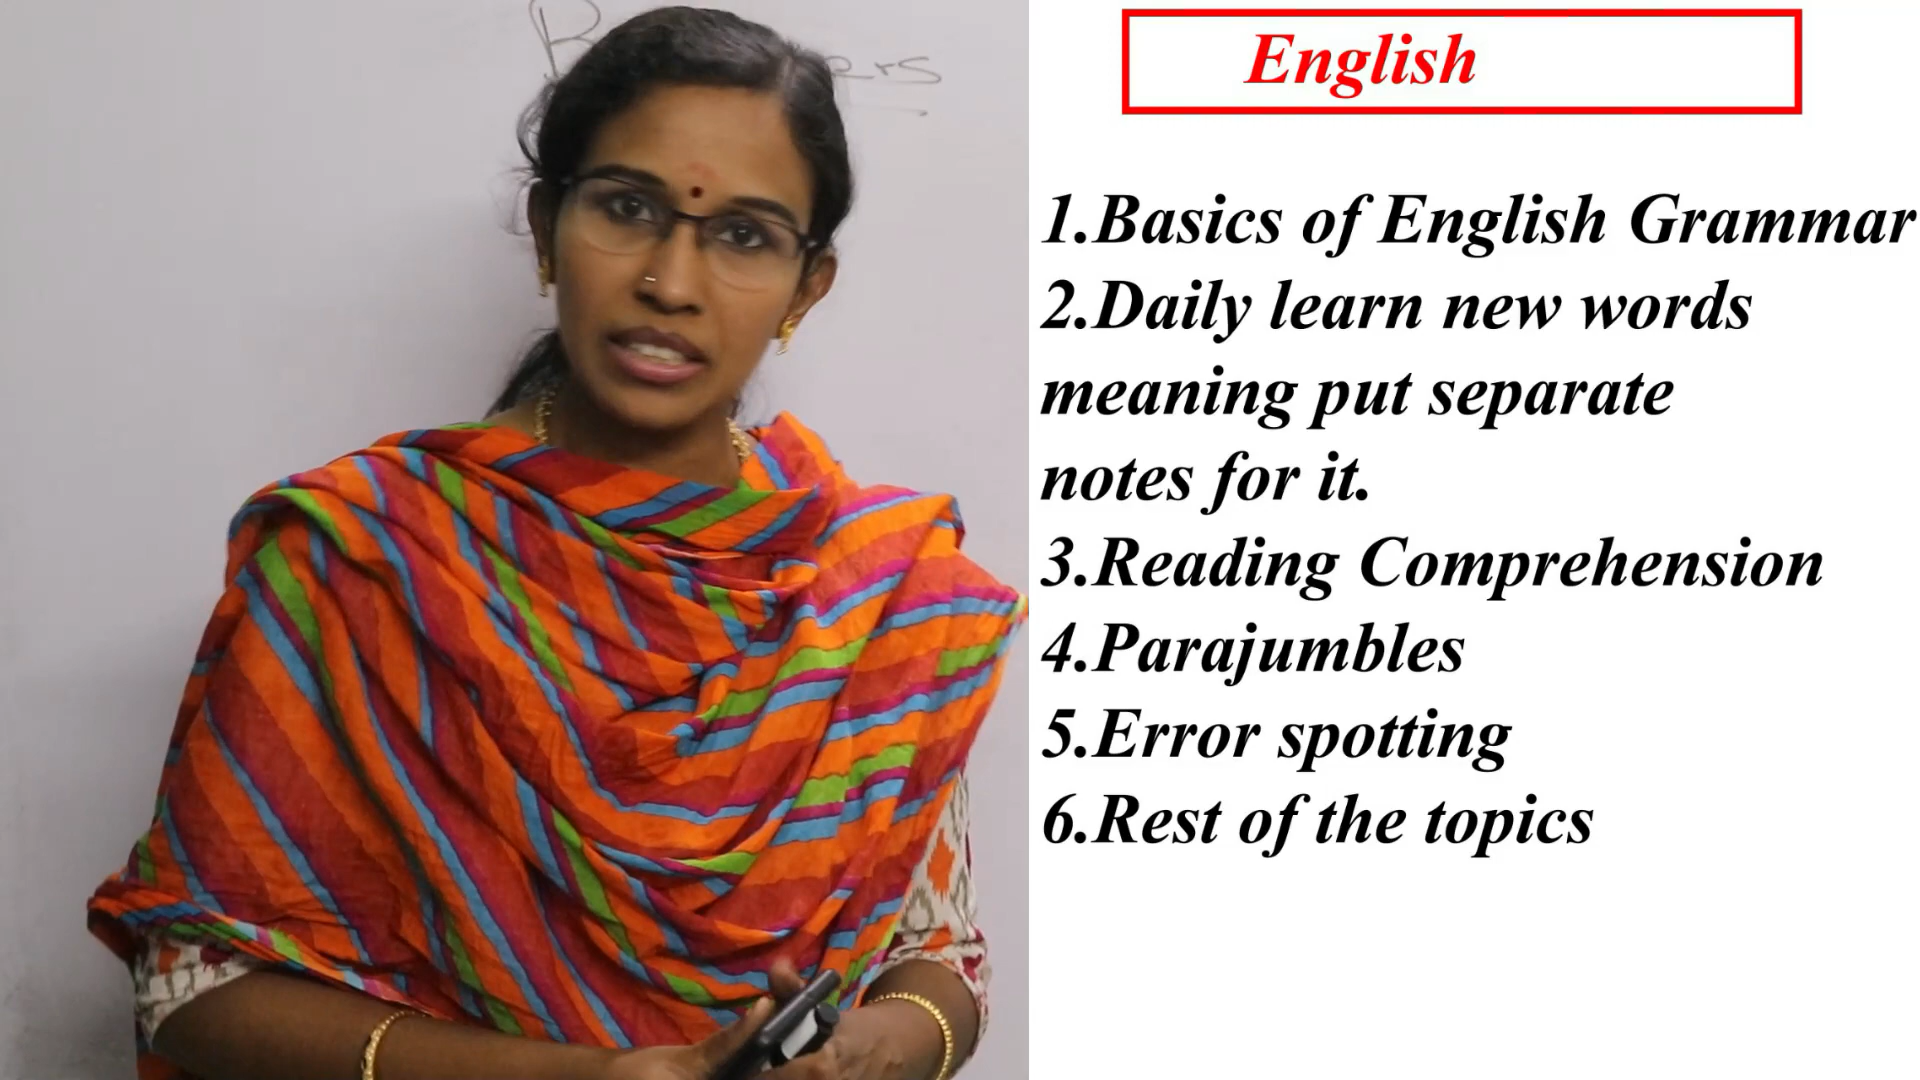 English
1.Basics of English Grammar
2.Daily learn new words
meaning put separate
notes for it.
3.Reading Comprehension
4.Parajumbles
5.Error spotting
6.Rest of the topics